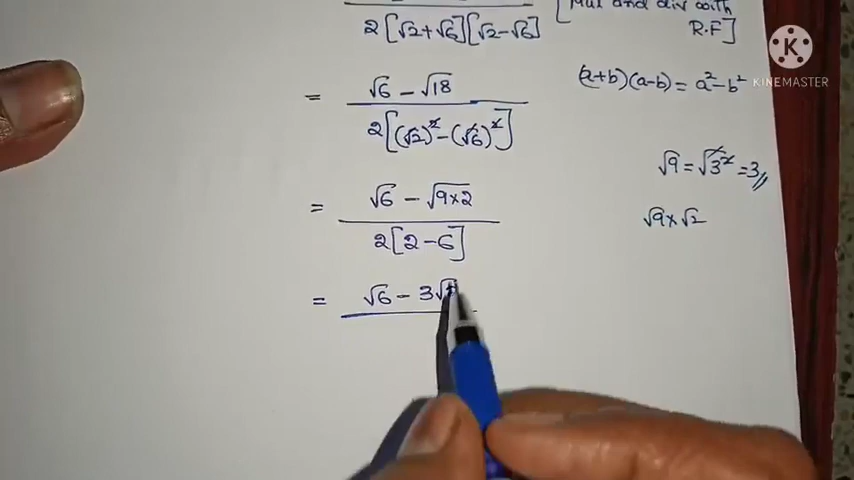 [Mul and div with
2[√2+√6][√2-√6]
R.F]
= √6 - √18
(a+b)(a-b) = a²-b²
2[(√2)²-(√6)²]
KINEMASTER
√9 = √3² = 3//
= √6 - √9×2
√9×√2
2[2-6]
= √6 - 3√